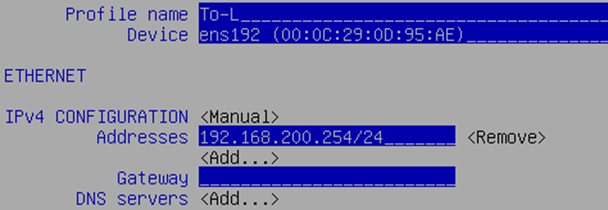 Profile name To-L
Device ens192 (00:0C:29:0D:95:AE)
ETHERNET
IPv4 CONFIGURATION <Manual>
Addresses 192.168.200.254/24 <Remove>
<Add...>
Gateway
DNS servers <Add...>